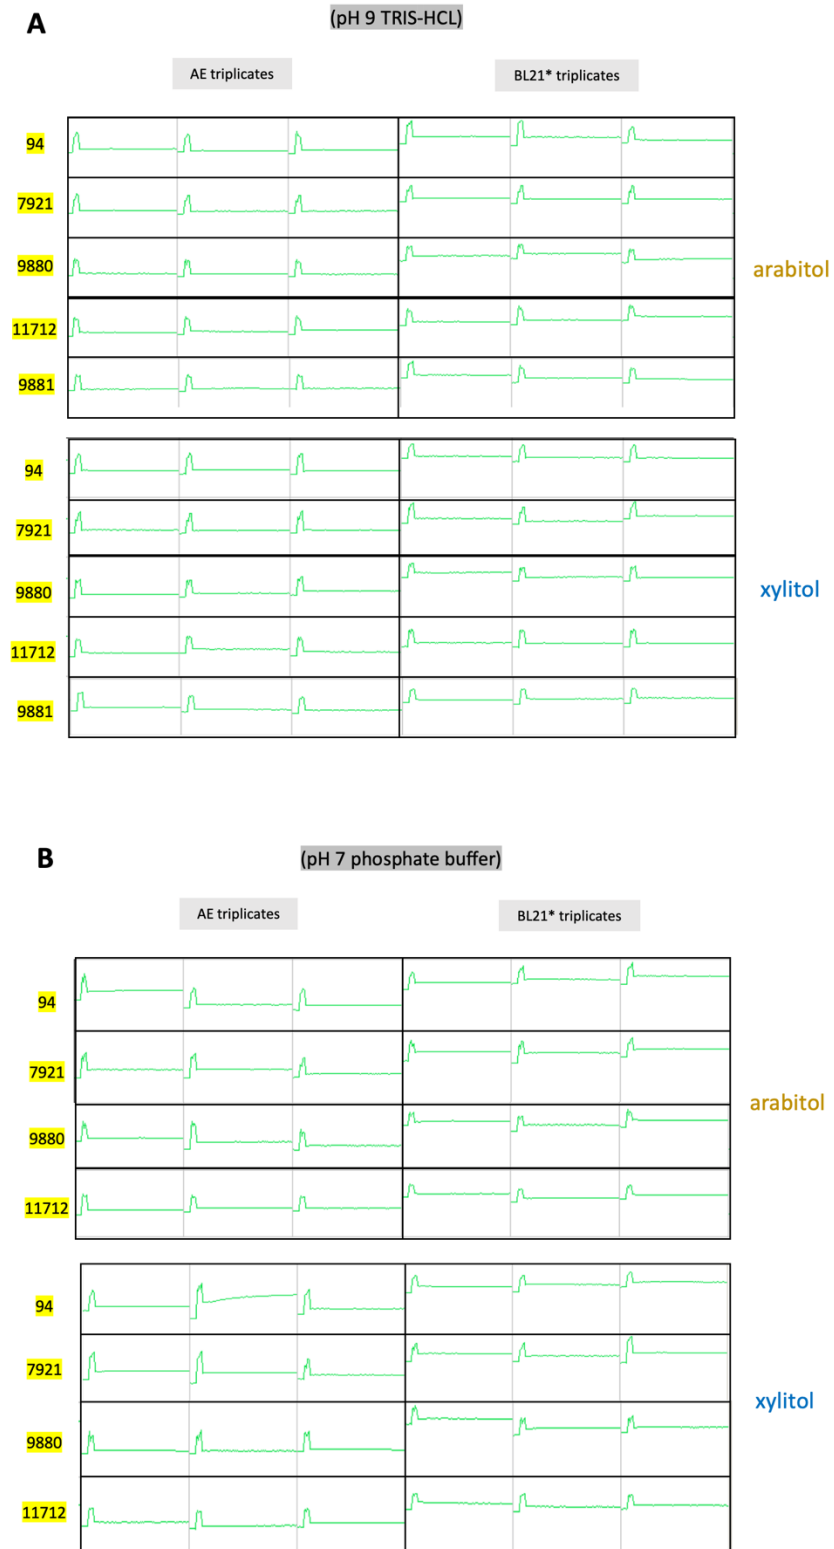 A
(pH 9 TRIS-HCL)
AE triplicates
BL21* triplicates
94
7921
9880
arabitol
11712
9881
94
7921
9880
xylitol
11712
9881
B
(pH 7 phosphate buffer)
AE triplicates
BL21* triplicates
94
7921
arabitol
9880
11712
94
7921
xylitol
9880
11712